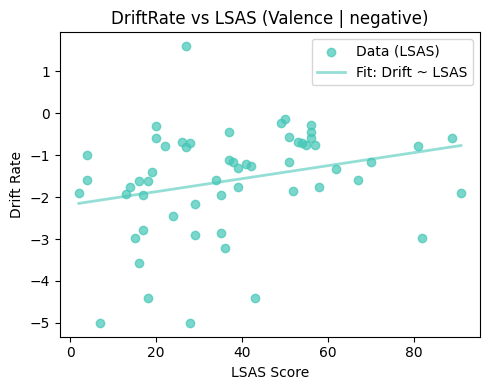 DriftRate vs LSAS (Valence | negative)
Data (LSAS)
Fit: Drift ~ LSAS
Drift Rate
1
0
−1
−2
−3
−4
−5
0
20
40
60
80
LSAS Score